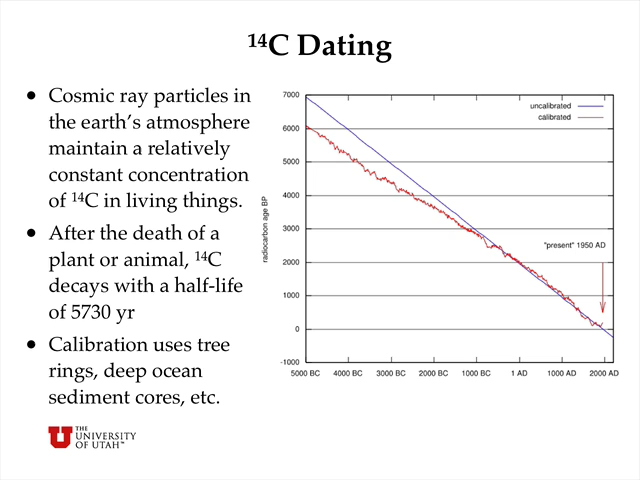 ¹⁴C Dating
• Cosmic ray particles in
the earth's atmosphere
maintain a relatively
constant concentration
of ¹⁴C in living things.
• After the death of a
plant or animal, ¹⁴C
decays with a half-life
of 5730 yr
• Calibration uses tree
rings, deep ocean
sediment cores, etc.
THE
UNIVERSITY
OF UTAH™
radiocarbon age BP
7000
6000
5000
4000
3000
2000
1000
0
-1000
uncalibrated
calibrated
"present" 1950 AD
5000 BC 4000 BC 3000 BC 2000 BC 1000 BC 1 AD 1000 AD 2000 AD